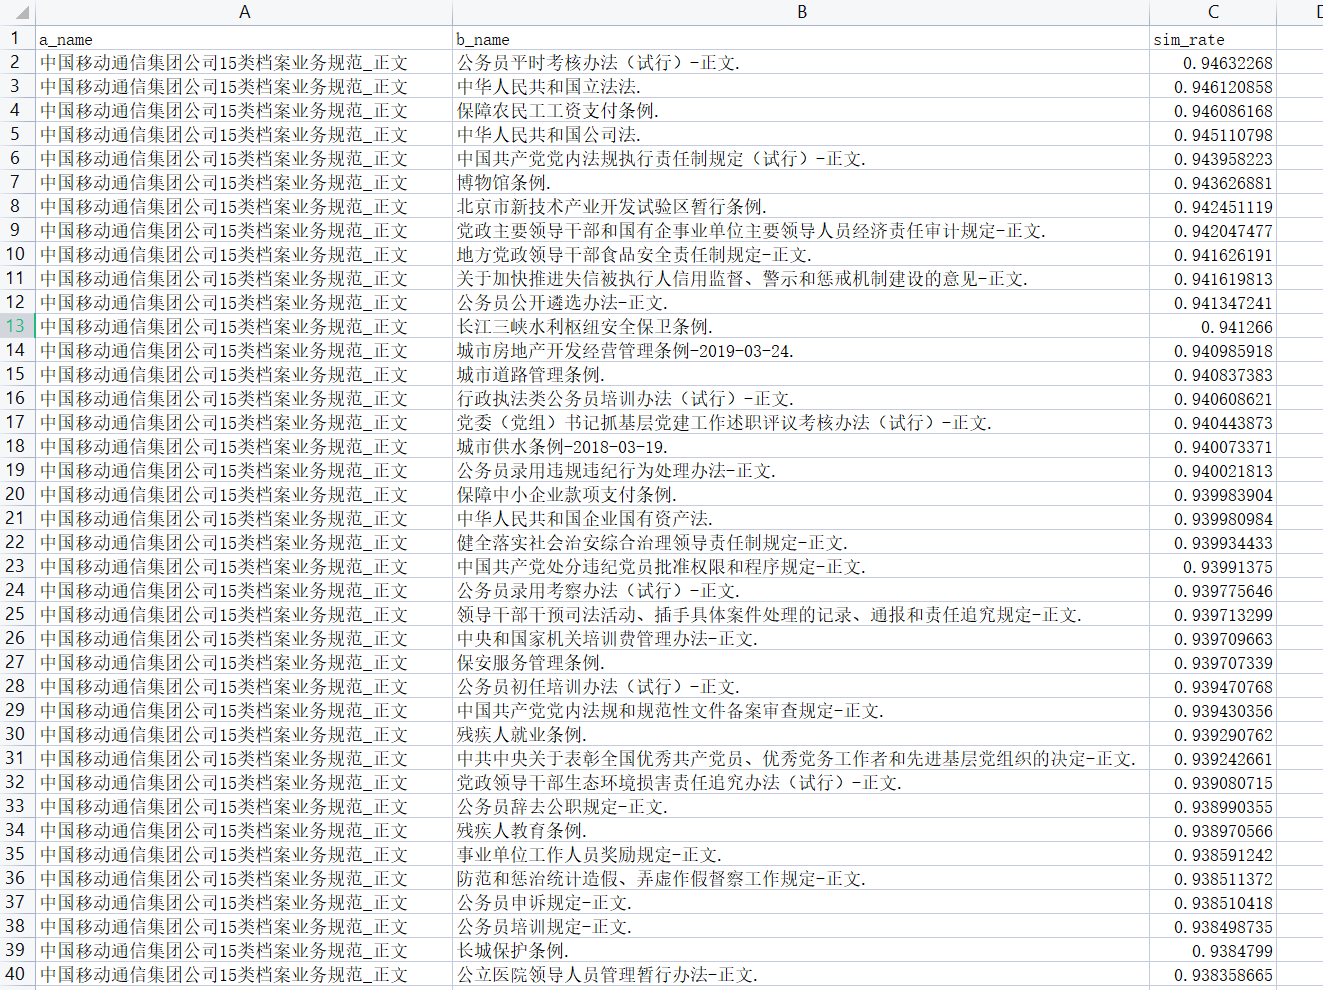 A B C D
1 a_name b_name sim_rate
2 中国移动通信集团公司15类档案业务规范_正文 公务员平时考核办法（试行）-正文. 0.94632268
3 中国移动通信集团公司15类档案业务规范_正文 中华人民共和国立法法. 0.946120858
4 中国移动通信集团公司15类档案业务规范_正文 保障农民工工资支付条例. 0.946086168
5 中国移动通信集团公司15类档案业务规范_正文 中华人民共和国公司法. 0.945110798
6 中国移动通信集团公司15类档案业务规范_正文 中国共产党党内法规执行责任制规定（试行）-正文. 0.943958223
7 中国移动通信集团公司15类档案业务规范_正文 博物馆条例. 0.943626881
8 中国移动通信集团公司15类档案业务规范_正文 北京市新技术产业开发试验区暂行条例. 0.942451119
9 中国移动通信集团公司15类档案业务规范_正文 党政主要领导干部和国有企事业单位主要领导人员经济责任审计规定-正文. 0.942047477
10 中国移动通信集团公司15类档案业务规范_正文 地方党政领导干部食品安全责任制规定-正文. 0.941626191
11 中国移动通信集团公司15类档案业务规范_正文 关于加快推进失信被执行人信用监督、警示和惩戒机制建设的意见-正文. 0.941619813
12 中国移动通信集团公司15类档案业务规范_正文 公务员公开遴选办法-正文. 0.941347241
13 中国移动通信集团公司15类档案业务规范_正文 长江三峡水利枢纽安全保卫条例. 0.941266
14 中国移动通信集团公司15类档案业务规范_正文 城市房地产开发经营管理条例-2019-03-24. 0.940985918
15 中国移动通信集团公司15类档案业务规范_正文 城市道路管理条例. 0.940837383
16 中国移动通信集团公司15类档案业务规范_正文 行政执法类公务员培训办法（试行）-正文. 0.940608621
17 中国移动通信集团公司15类档案业务规范_正文 党委（党组）书记抓基层党建工作述职评议考核办法（试行）-正文. 0.940443873
18 中国移动通信集团公司15类档案业务规范_正文 城市供水条例-2018-03-19. 0.940073371
19 中国移动通信集团公司15类档案业务规范_正文 公务员录用违规违纪行为处理办法-正文. 0.940021813
20 中国移动通信集团公司15类档案业务规范_正文 保障中小企业款项支付条例. 0.939983904
21 中国移动通信集团公司15类档案业务规范_正文 中华人民共和国企业国有资产法. 0.939980984
22 中国移动通信集团公司15类档案业务规范_正文 健全落实社会治安综合治理领导责任制规定-正文. 0.939934433
23 中国移动通信集团公司15类档案业务规范_正文 中国共产党处分违纪党员批准权限和程序规定-正文. 0.93991375
24 中国移动通信集团公司15类档案业务规范_正文 公务员录用考察办法（试行）-正文. 0.939775646
25 中国移动通信集团公司15类档案业务规范_正文 领导干部干预司法活动、插手具体案件处理的记录、通报和责任追究规定-正文. 0.939713299
26 中国移动通信集团公司15类档案业务规范_正文 中央和国家机关培训费管理办法-正文. 0.939709663
27 中国移动通信集团公司15类档案业务规范_正文 保安服务管理条例. 0.939707339
28 中国移动通信集团公司15类档案业务规范_正文 公务员初任培训办法（试行）-正文. 0.939470768
29 中国移动通信集团公司15类档案业务规范_正文 中国共产党党内法规和规范性文件备案审查规定-正文. 0.939430356
30 中国移动通信集团公司15类档案业务规范_正文 残疾人就业条例. 0.939290762
31 中国移动通信集团公司15类档案业务规范_正文 中共中央关于表彰全国优秀共产党员、优秀党务工作者和先进基层党组织的决定-正文. 0.939242661
32 中国移动通信集团公司15类档案业务规范_正文 党政领导干部生态环境损害责任追究办法（试行）-正文. 0.939080715
33 中国移动通信集团公司15类档案业务规范_正文 公务员辞去公职规定-正文. 0.938990355
34 中国移动通信集团公司15类档案业务规范_正文 残疾人教育条例. 0.938970566
35 中国移动通信集团公司15类档案业务规范_正文 事业单位工作人员奖励规定-正文. 0.938591242
36 中国移动通信集团公司15类档案业务规范_正文 防范和惩治统计造假、弄虚作假督察工作规定-正文. 0.938511372
37 中国移动通信集团公司15类档案业务规范_正文 公务员申诉规定-正文. 0.938510418
38 中国移动通信集团公司15类档案业务规范_正文 公务员培训规定-正文. 0.938498735
39 中国移动通信集团公司15类档案业务规范_正文 长城保护条例. 0.9384799
40 中国移动通信集团公司15类档案业务规范_正文 公立医院领导人员管理暂行办法-正文. 0.938358665